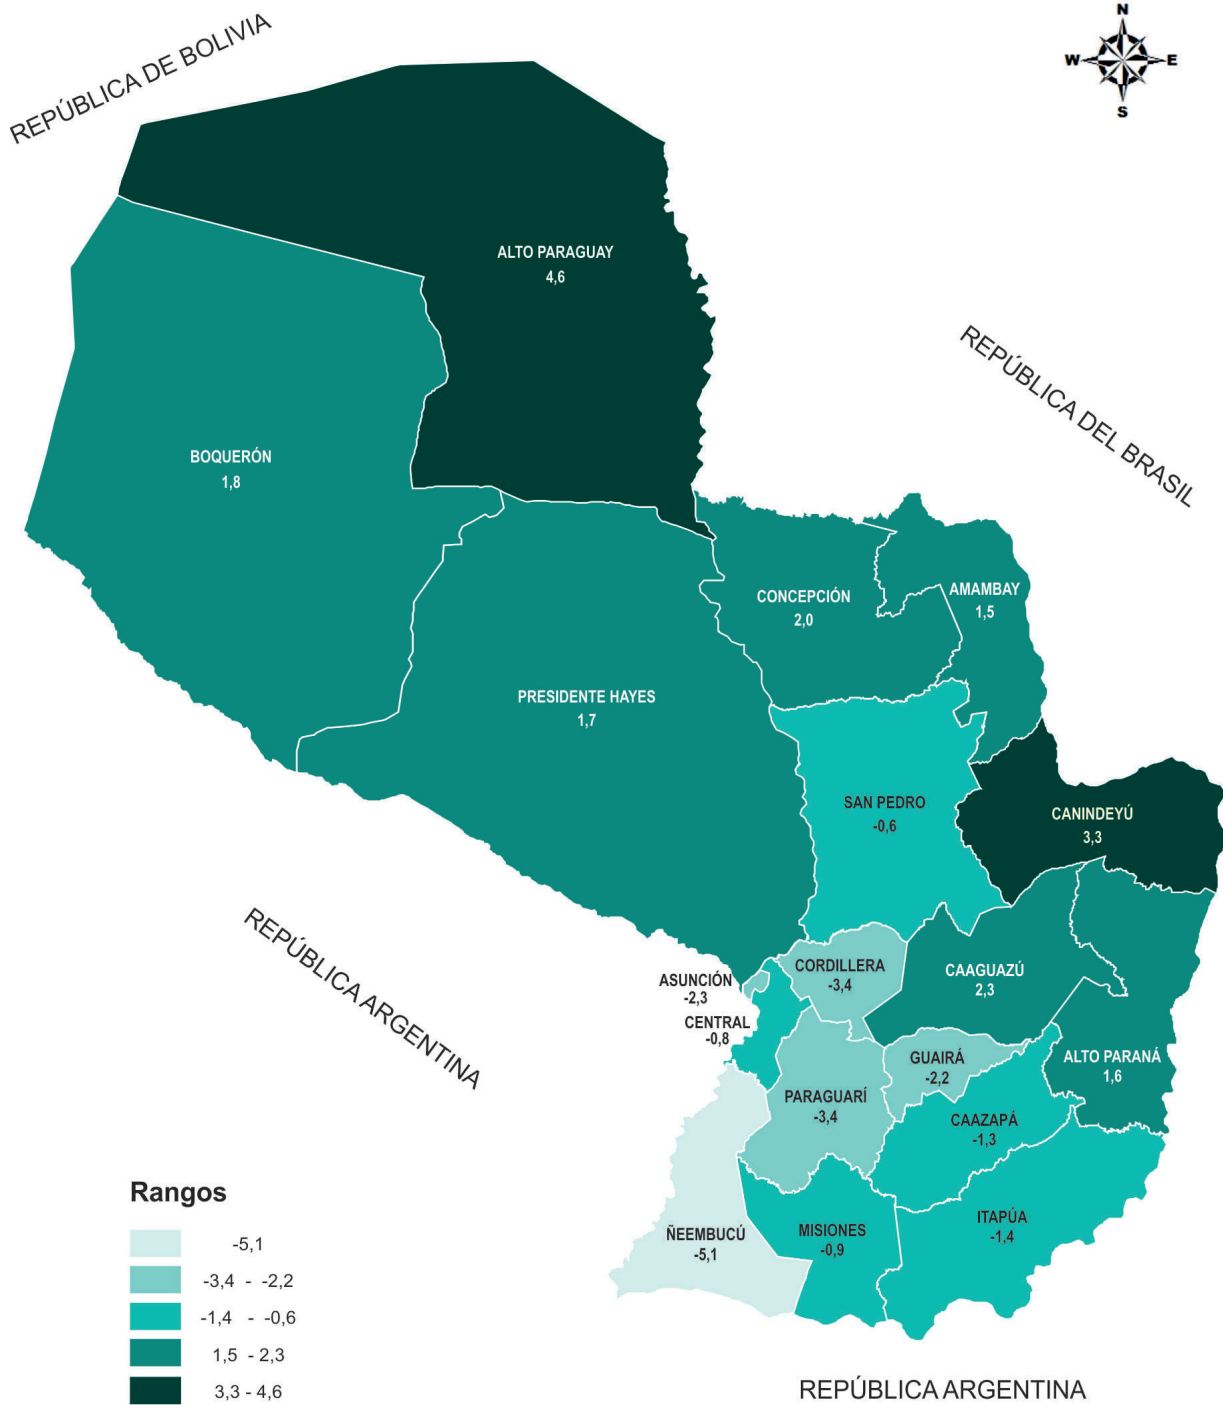 N
W
E
S
REPÚBLICA DE BOLIVIA
ALTO PARAGUAY
4,6
REPÚBLICA DEL BRASIL
BOQUERÓN
1,8
CONCEPCIÓN
2,0
AMAMBAY
1,5
PRESIDENTE HAYES
1,7
SAN PEDRO
-0,6
CANINDEYÚ
3,3
REPÚBLICA ARGENTINA
ASUNCIÓN
-2,3
CORDILLERA
-3,4
CAAGUAZÚ
2,3
CENTRAL
-0,8
GUAIRÁ
-2,2
ALTO PARANÁ
1,6
PARAGUARÍ
-3,4
CAAZAPÁ
-1,3
ÑEEMBUCÚ
-5,1
MISIONES
-0,9
ITAPÚA
-1,4
Rangos
-5,1
-3,4 - -2,2
-1,4 - -0,6
1,5 - 2,3
3,3 - 4,6
REPÚBLICA ARGENTINA